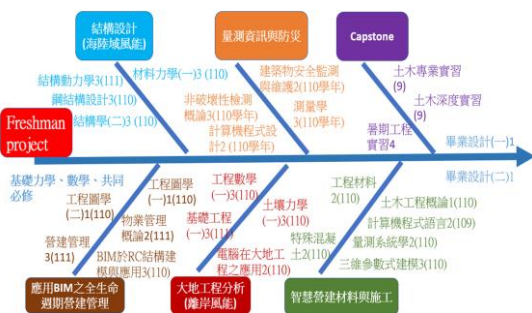 結構設計
(海陸域風能)
量測資訊與防災
Capstone
結構動力學3(111)
材料力學(一)3 (110)
鋼結構設計3(110)
結構學(二)3 (110)
建築物安全監測
與維護2(110學年)
非破壞性檢測
概論3(110學年)
測量學
3(110學年)
計算機程式設
計2 (110學年)
土木專業實習
(9)
土木深度實習
(9)
暑期工程
實習4
Freshman
project
畢業設計(一)1
畢業設計(二)1
基礎力學、數學、共同
必修
工程圖學
(一)1(110)
工程圖學
(二)1(110)
物業管理
概論2(111)
營建管理
3(111)
BIM於RC結構建
模與應用3(110)
工程數學
(一)3(110)
土壤力學
(一)3(110)
基礎工程
(一)3(111)
電腦在大地工
程之應用2(110)
工程材料
2(110)
特殊混凝
土2(110)
土木工程概論1(110)
計算機程式語言2(109)
量測系統學2(110)
三維參數式建模3(110)
應用BIM之全生命
週期營建管理
大地工程分析
(離岸風能)
智慧營建材料與施工